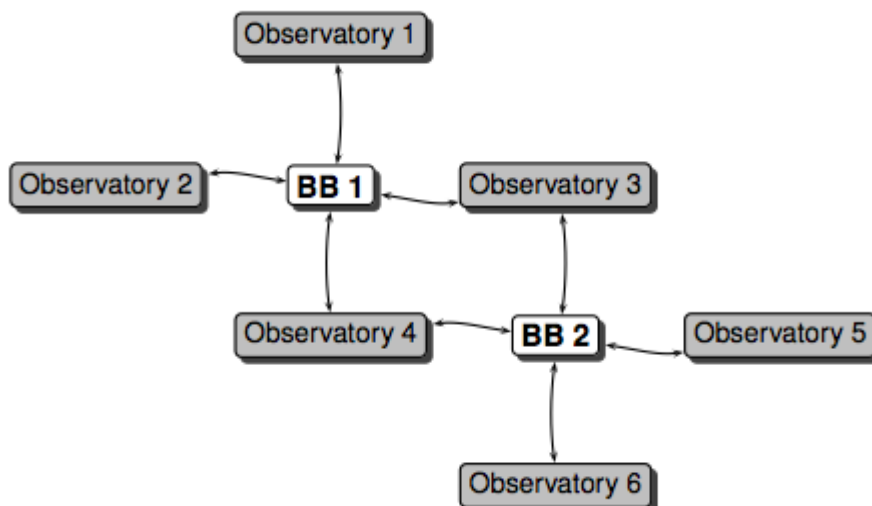 Observatory 1
Observatory 2
BB 1
Observatory 3
Observatory 4
BB 2
Observatory 5
Observatory 6